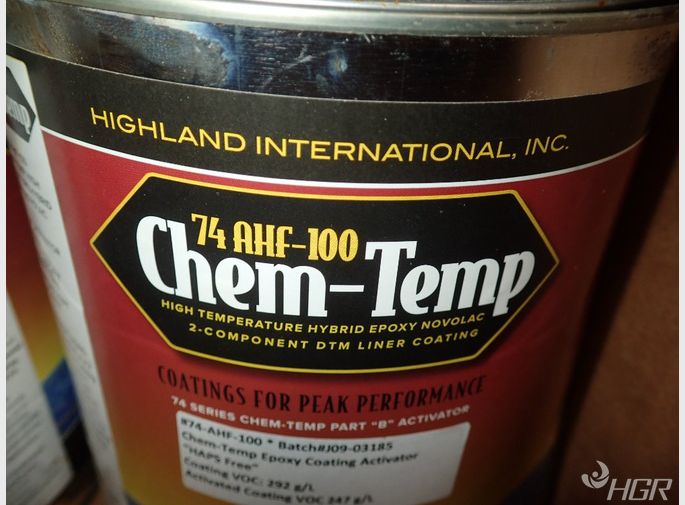 HIGHLAND INTERNATIONAL, INC.
74 AHF-100
Chem-Temp
HIGH TEMPERATURE HYBRID EPOXY NOVOLAC
2-COMPONENT DTM LINER COATING
COATINGS FOR PEAK PERFORMANCE
74 SERIES CHEM-TEMP PART "B" ACTIVATOR
#74-AHF-100 * Batch#J09-03185
Chem-Temp Epoxy Coating Activator
"HAPS Free"
Coating VOC: 292 g/L
Activated Coating VOC 247 g/L
HGR